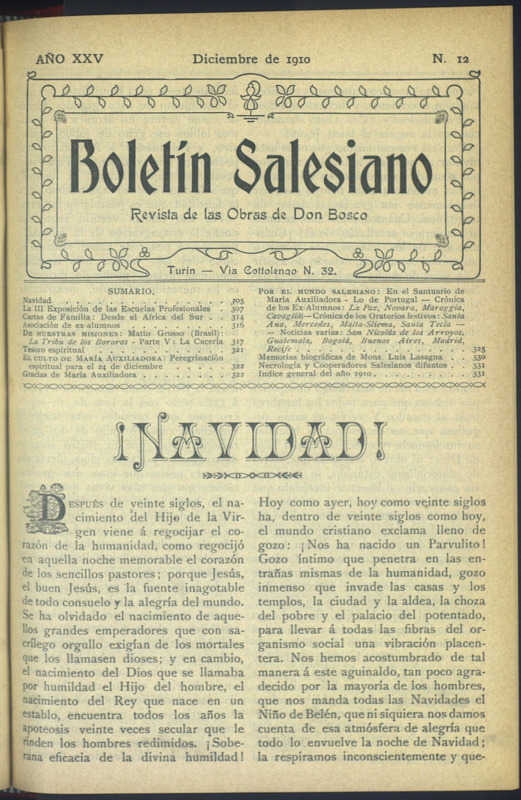 AÑO XXV Diciembre de 1910 N. 12
Boletín Salesiano
Revista de las Obras de Don Bosco
Turín — Via Cottolengo N. 32.
SUMARIO.
Navidad . . . . . . . . . . 305
La III Exposición de las Escuelas Profesionales . 307
Cartas de Familia: Desde el Africa del Sur . . 314
Asociación de ex-alumnos . . . . . . 316
DE NUESTRAS MISIONES: Matto Grosso (Brasil):
La Tribu de los Bororos - Parte V: La Cacería 317
Tesoro espiritual . . . . . . . . 321
EL CULTO DE MARÍA AUXILIADORA: Peregrinación
espiritual para el 24 de diciembre . . . . 322
Gracias de María Auxiliadora . . . . . 322
POR EL MUNDO SALESIANO: En el Santuario de
María Auxiliadora - Lo de Portugal — Crónica
de los Ex-Alumnos: La Paz, Novara, Maroggia,
Cavagliá — Crónica de los Oratorios festivos: Santa
Ana, Mercedes, Malta-Sliema, Santa Tecla —
— Noticias varias: San Nicolás de los Arroyos,
Guatemala, Bogotá, Buenos Aires, Madrid,
Recife . . . . . . . . . . 325
Memorias biográficas de Mons. Luis Lasagna . 330
Necrología y Cooperadores Salesianos difuntos . 331
Indice general del año 1910 . . . . . . 331
¡NAVIDAD!
DESPUÉS de veinte siglos, el na-
cimiento del Hijo de la Vir-
gen viene á regocijar el co-
razón de la humanidad, como regocijó
en aquella noche memorable el corazón
de los sencillos pastores; porque Jesús,
el buen Jesús, es la fuente inagotable
de todo consuelo y la alegría del mundo.
Se ha olvidado el nacimiento de aque-
llos grandes emperadores que con sa-
crílego orgullo exigían de los mortales
que los llamasen dioses; y en cambio,
el nacimiento del Dios que se llamaba
por humildad el Hijo del hombre, el
nacimiento del Rey que nace en un
establo, encuentra todos los años la
apoteosis veinte veces secular que le
rinden los hombres redimidos. ¡Sobe-
rana eficacia de la divina humildad!
Hoy como ayer, hoy como veinte siglos
ha, dentro de veinte siglos como hoy,
el mundo cristiano exclama lleno de
gozo: ¡Nos ha nacido un Parvulito!
Gozo íntimo que penetra en las en-
trañas mismas de la humanidad, gozo
inmenso que invade las casas y los
templos, la ciudad y la aldea, la choza
del pobre y el palacio del potentado,
para llevar á todas las fibras del or-
ganismo social una vibración placen-
tera. Nos hemos acostumbrado de tal
manera á este aguinaldo, tan poco agra-
decido por la mayoría de los hombres,
que nos manda todas las Navidades el
Niño de Belén, que ni siquiera nos damos
cuenta de esa atmósfera de alegría que
todo lo envuelve la noche de Navidad;
la respiramos inconscientemente y que-